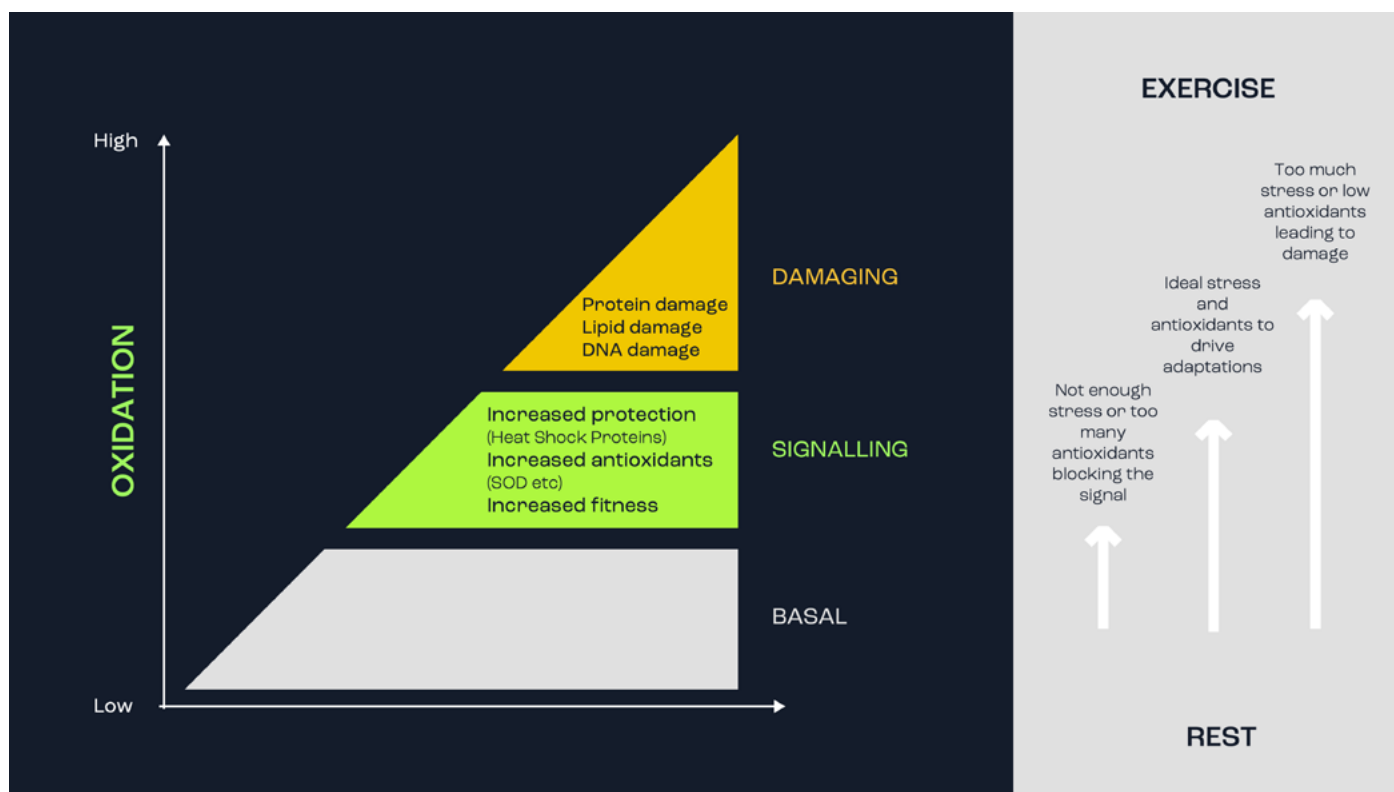 High
OXIDATION
Low
Protein damage
Lipid damage
DNA damage
DAMAGING
Increased protection
(Heat Shock Proteins)
Increased antioxidants
(SOD etc)
Increased fitness
SIGNALLING
BASAL
EXERCISE
Too much
stress or low
antioxidants
leading to
damage
Ideal stress
and
antioxidants to
drive
adaptations
Not enough
stress or too
many
antioxidants
blocking the
signal
REST